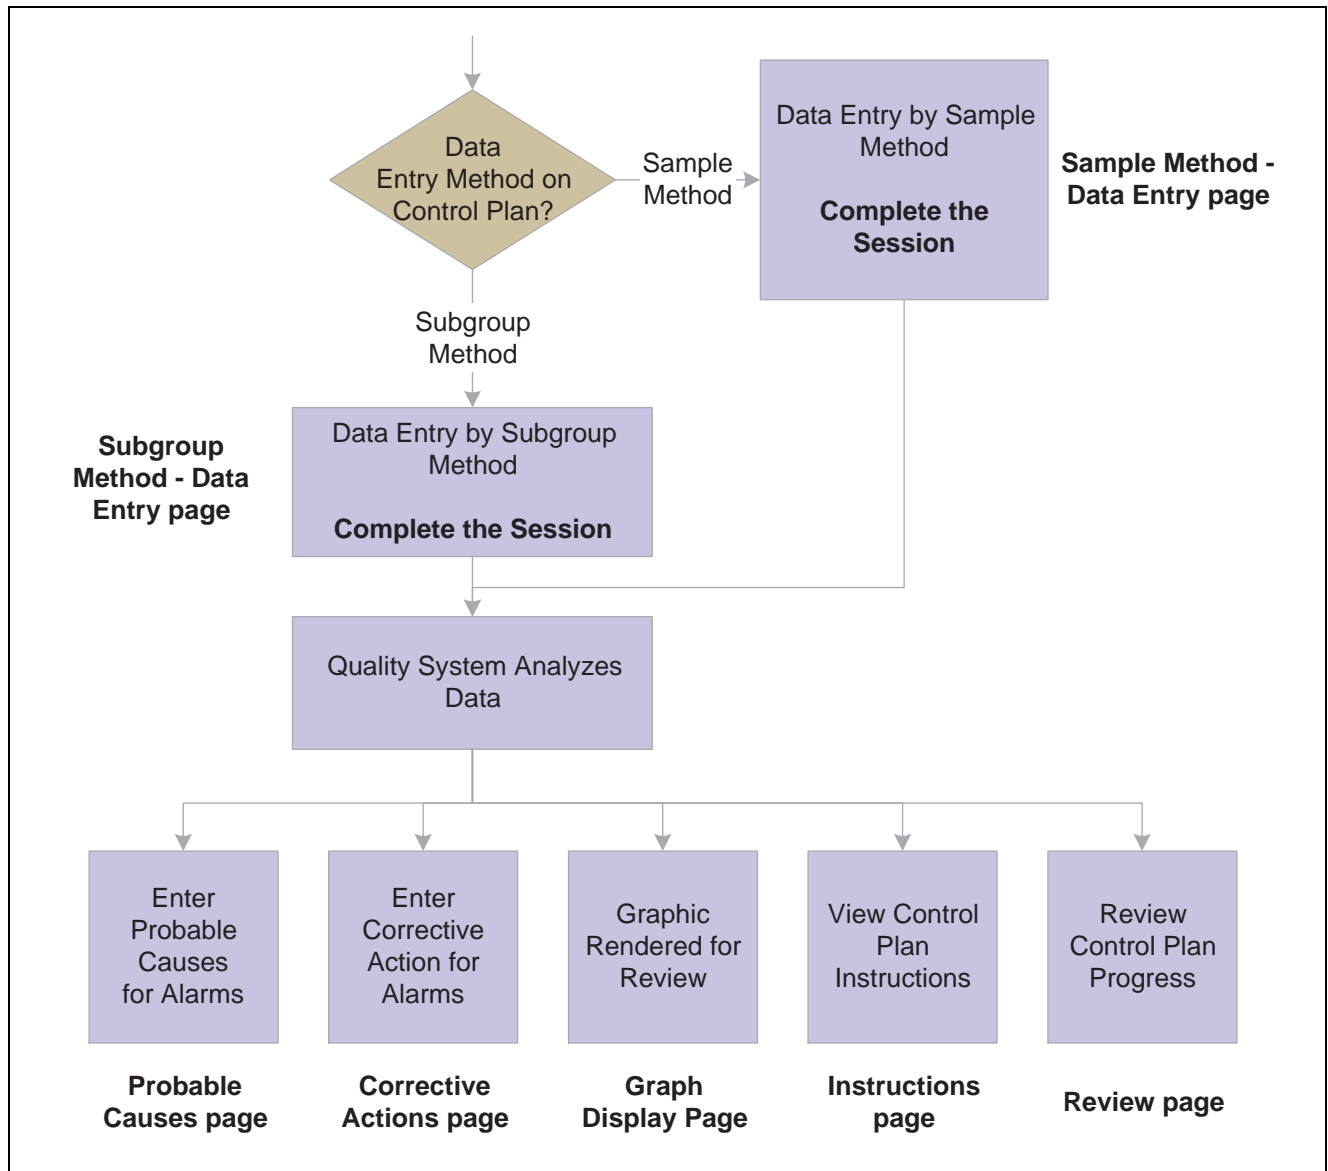 Data
Entry Method on
Control Plan?
Sample
Method
Data Entry by Sample
Method
Complete the
Session
Sample Method -
Data Entry page
Subgroup
Method
Subgroup
Method - Data
Entry page
Data Entry by Subgroup
Method
Complete the Session
Quality System Analyzes
Data
Enter
Probable
Causes
for Alarms
Enter
Corrective
Action for
Alarms
Graphic
Rendered for
Review
View Control
Plan
Instructions
Review
Control Plan
Progress
Probable
Causes page
Corrective
Actions page
Graph
Display Page
Instructions
page
Review page